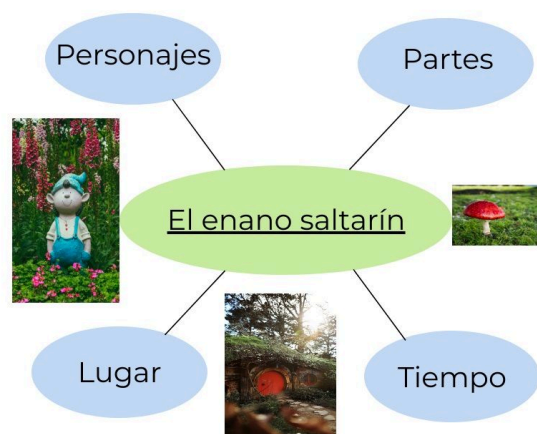 Personajes
Partes
El enano saltarín
Lugar
Tiempo